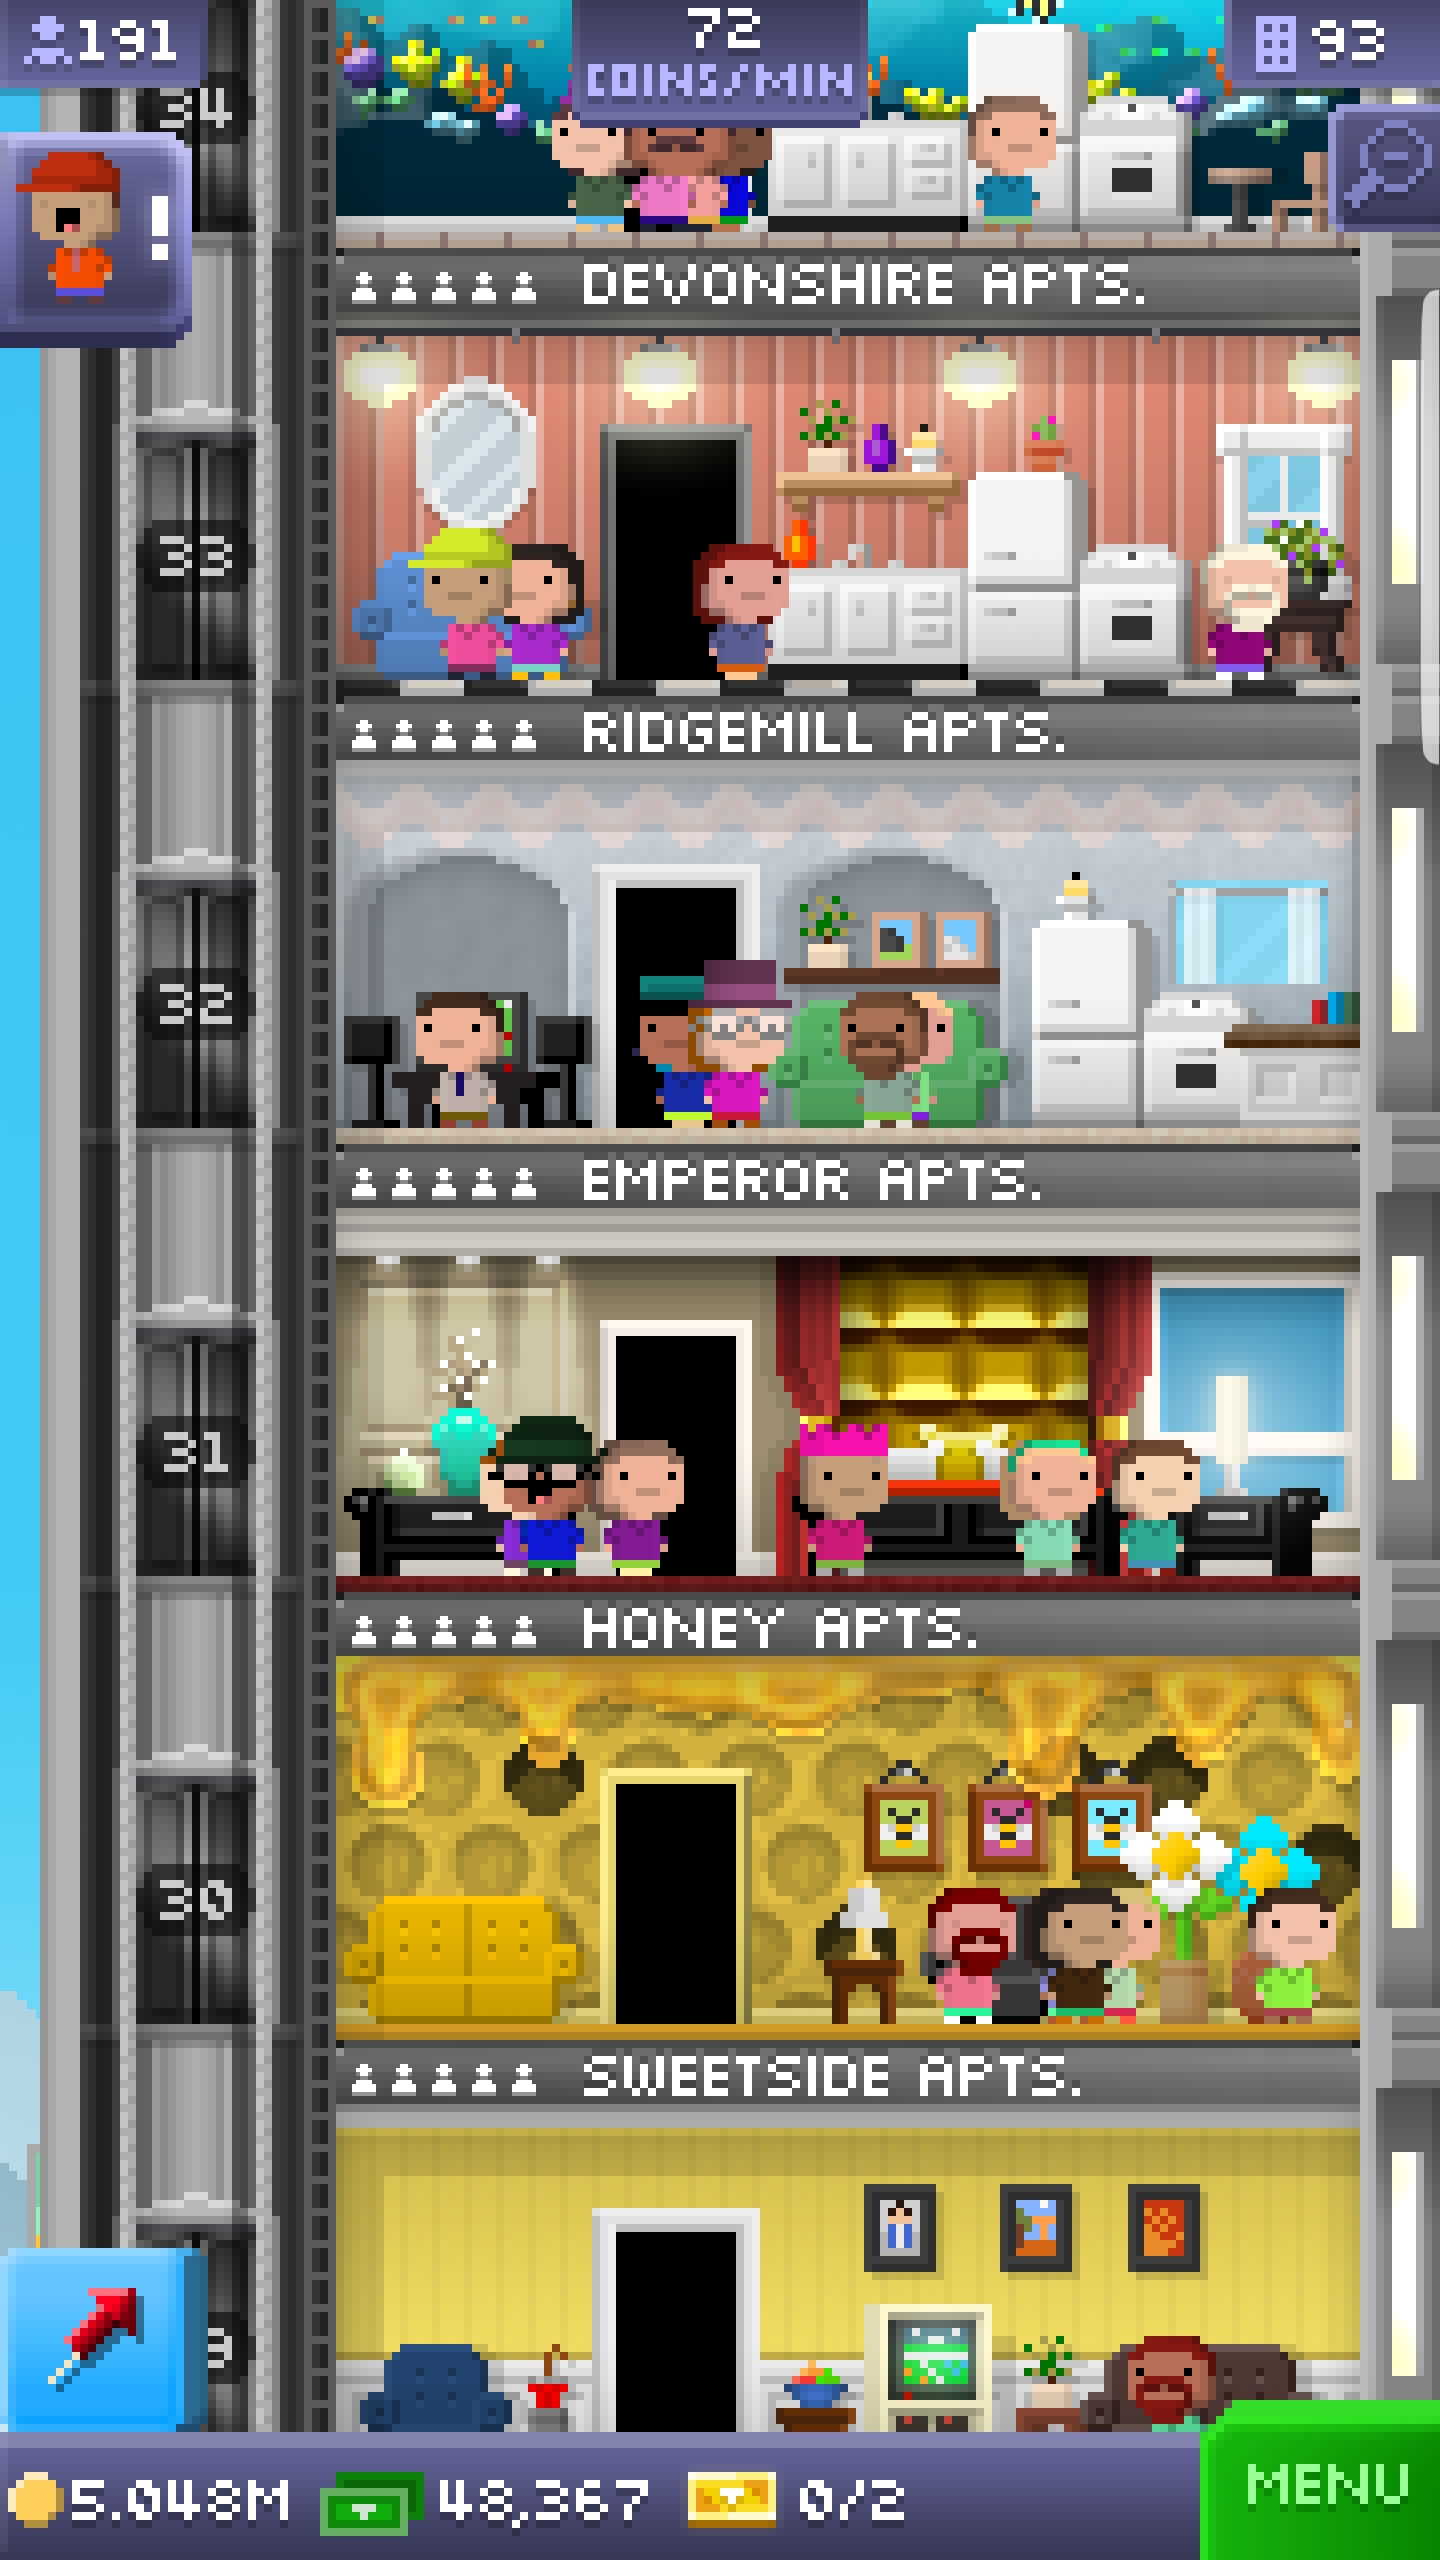 191
72
COINS/MIN
93
34
!
DEVONSHIRE APTS.
33
RIDGEMILL APTS.
32
EMPEROR APTS.
31
HONEY APTS.
30
SWEETSIDE APTS.
5.048M
48,367
0/2
MENU